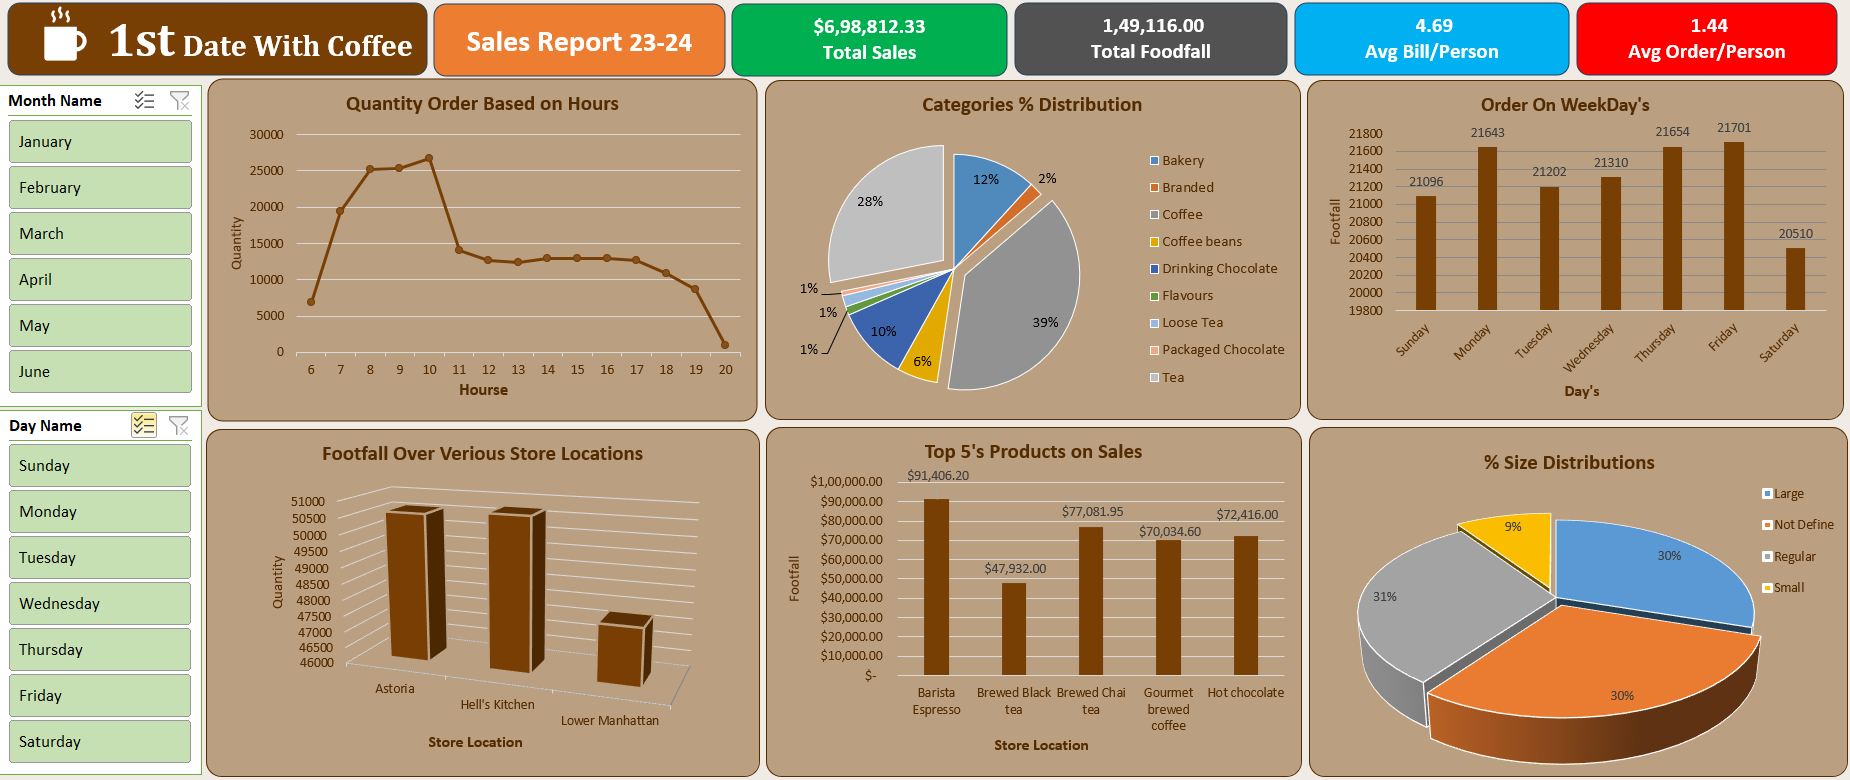 1st Date With Coffee
Sales Report 23-24
$6,98,812.33
Total Sales
1,49,116.00
Total Foodfall
4.69
Avg Bill/Person
1.44
Avg Order/Person
Month Name
January
February
March
April
May
June
Day Name
Sunday
Monday
Tuesday
Wednesday
Thursday
Friday
Saturday
Quantity Order Based on Hours
Quantity
30000
25000
20000
15000
10000
5000
0
6 7 8 9 10 11 12 13 14 15 16 17 18 19 20
Hourse
Categories % Distribution
12%
2%
39%
6%
10%
1%
1%
1%
28%
Bakery
Branded
Coffee
Coffee beans
Drinking Chocolate
Flavours
Loose Tea
Packaged Chocolate
Tea
Order On WeekDay's
Footfall
21800
21600
21400
21200
21000
20800
20600
20400
20200
20000
19800
21096
21643
21202
21310
21654
21701
20510
Sunday
Monday
Tuesday
Wednesday
Thursday
Friday
Saturday
Day's
Footfall Over Verious Store Locations
Quantity
51000
50500
50000
49500
49000
48500
48000
47500
47000
46500
46000
Astoria
Hell's Kitchen
Lower Manhattan
Store Location
Top 5's Products on Sales
Footfall
$1,00,000.00
$90,000.00
$80,000.00
$70,000.00
$60,000.00
$50,000.00
$40,000.00
$30,000.00
$20,000.00
$10,000.00
$-
$91,406.20
$47,932.00
$77,081.95
$70,034.60
$72,416.00
Barista
Espresso
Brewed Black
tea
Brewed Chai
tea
Gourmet
brewed
coffee
Hot chocolate
Store Location
% Size Distributions
30%
30%
31%
9%
Large
Not Define
Regular
Small